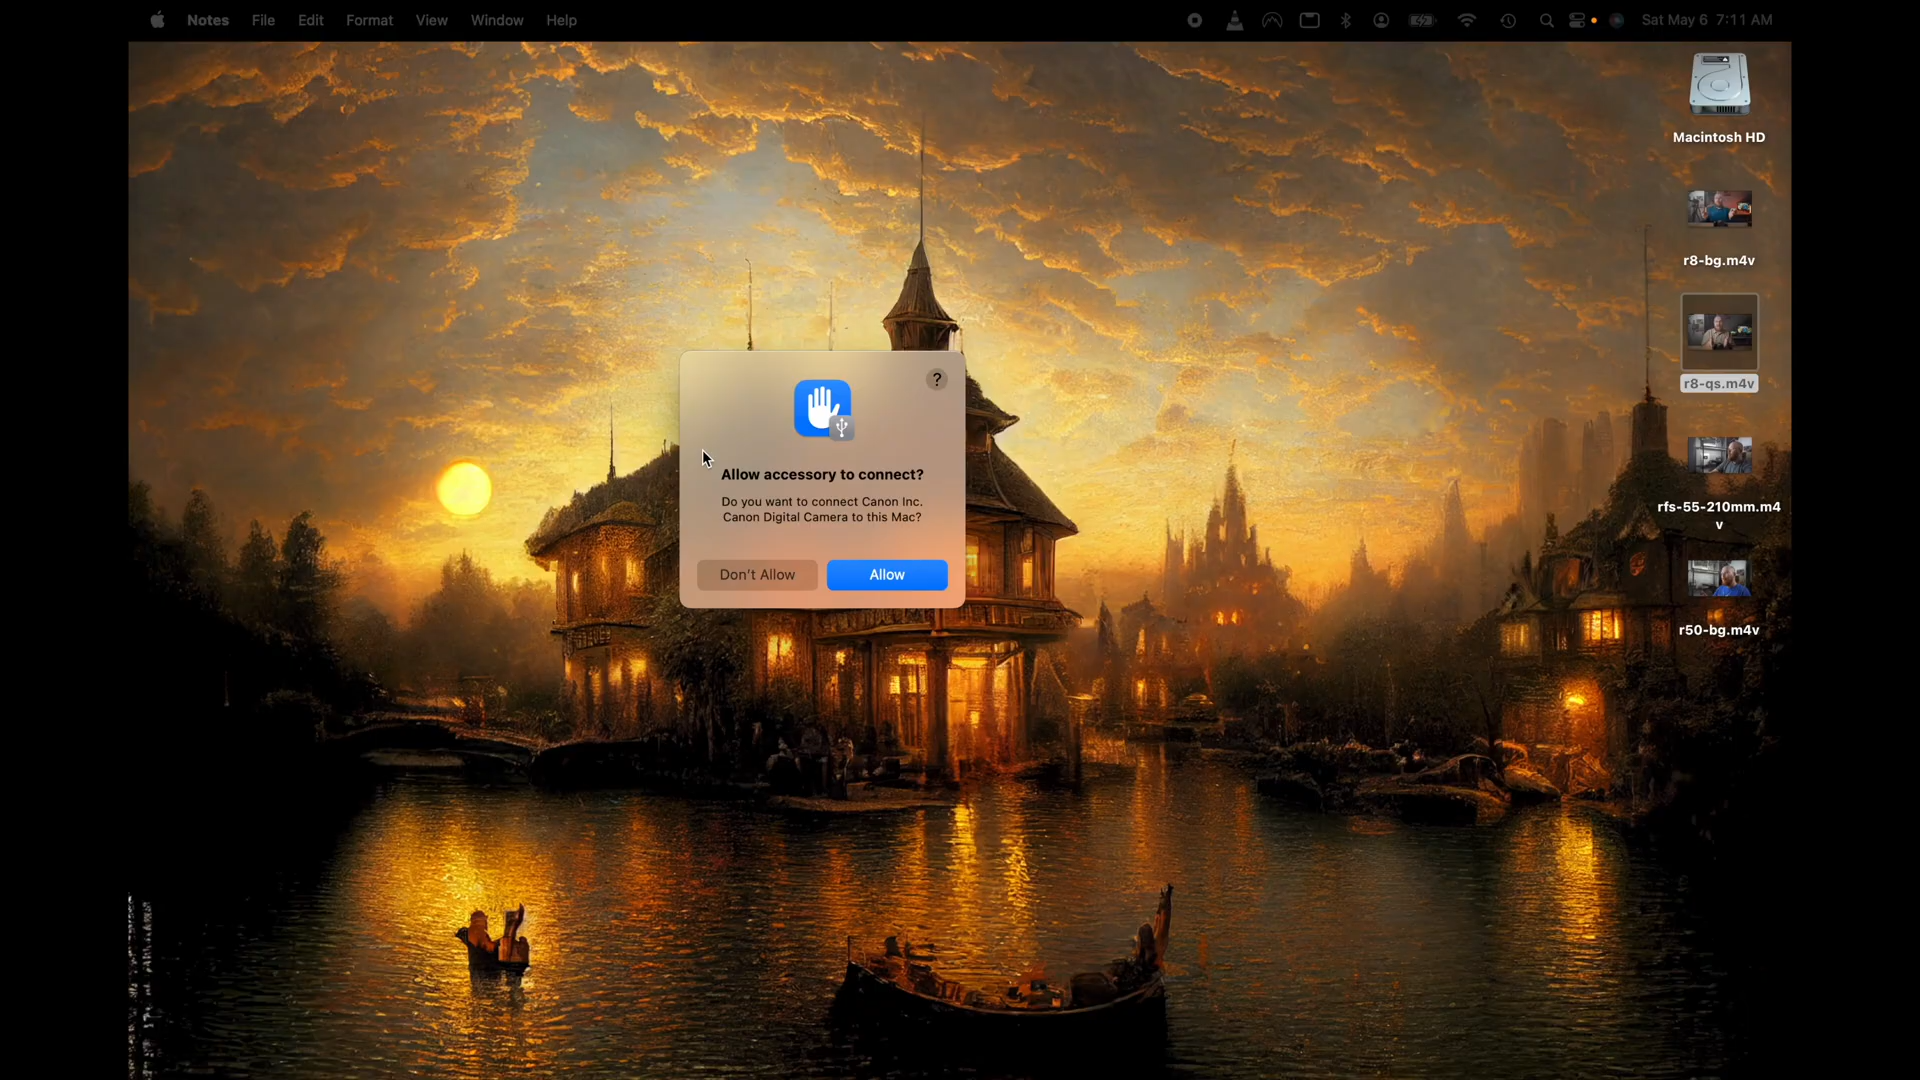 Notes File Edit Format View Window Help Sat May 6 7:11 AM
Macintosh HD
r8-bg.m4v
r8-qs.m4v
rfs-55-210mm.m4
v
r50-bg.m4v
?
Allow accessory to connect?
Do you want to connect Canon Inc.
Canon Digital Camera to this Mac?
Don't Allow Allow